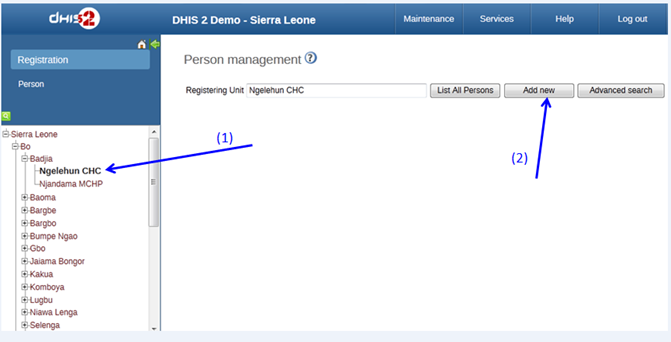 dhis2
DHIS 2 Demo - Sierra Leone
Maintenance
Services
Help
Log out
Registration
Person
Person management
Registering Unit
Ngelehun CHC
List All Persons
Add new
Advanced search
Sierra Leone
Bo
Badjia
Ngelehun CHC
Njandama MCHP
Baoma
Bargbe
Bargbo
Bumpe Ngao
Gbo
Jaiama Bongor
Kakua
Komboya
Lugbu
Niawa Lenga
Selenga
(1)
(2)